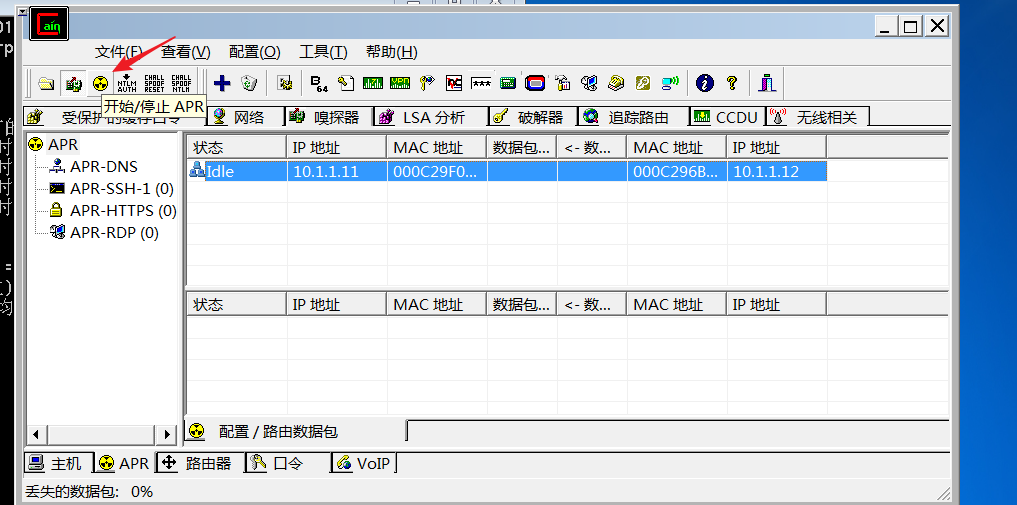 Cain
文件(F) 查看(V) 配置(O) 工具(T) 帮助(H)
NTLM AUTH CHALL SPOOF RESET CHALL SPOOF NTLM B64
开始/停止 APR
受保护的缓存口令 网络 嗅探器 LSA 分析 破解器 追踪路由 CCDU 无线相关
APR
APR-DNS
APR-SSH-1 (0)
APR-HTTPS (0)
APR-RDP (0)
状态 IP 地址 MAC 地址 数据包... <- 数... MAC 地址 IP 地址
Idle 10.1.1.11 000C29F0... 000C296B... 10.1.1.12
状态 IP 地址 MAC 地址 数据包... <- 数... MAC 地址 IP 地址
配置 / 路由数据包
主机 APR 路由器 口令 VoIP
丢失的数据包: 0%